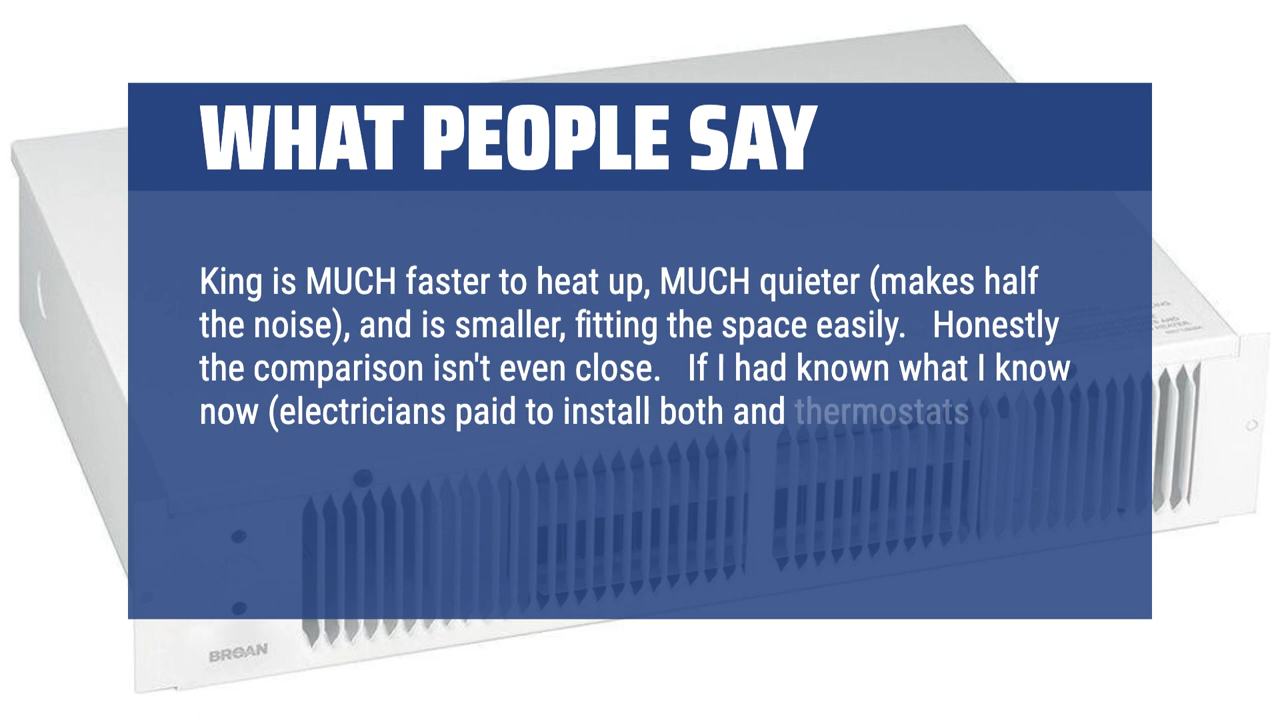 WHAT PEOPLE SAY
King is MUCH faster to heat up, MUCH quieter (makes half
the noise), and is smaller, fitting the space easily.   Honestly
the comparison isn't even close.   If I had known what I know
now (electricians paid to install both and thermostats
BROAN